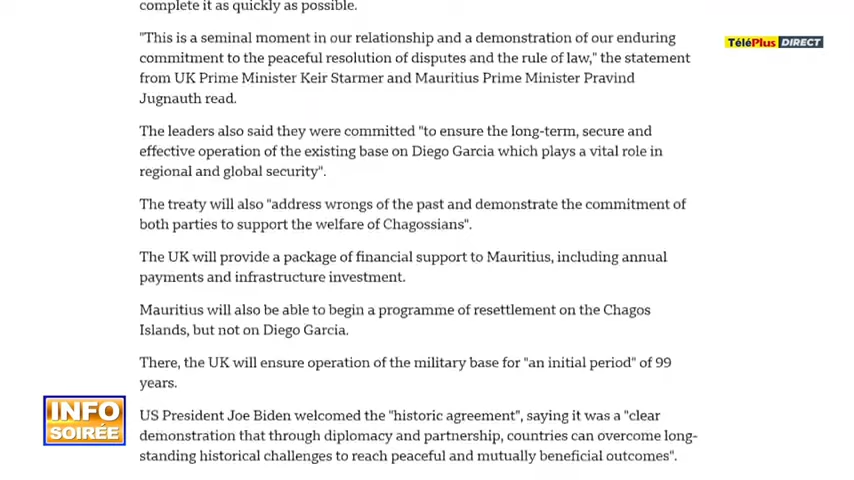 complete it as quickly as possible.
"This is a seminal moment in our relationship and a demonstration of our enduring
commitment to the peaceful resolution of disputes and the rule of law," the statement
from UK Prime Minister Keir Starmer and Mauritius Prime Minister Pravind
Jugnauth read.
The leaders also said they were committed "to ensure the long-term, secure and
effective operation of the existing base on Diego Garcia which plays a vital role in
regional and global security".
The treaty will also "address wrongs of the past and demonstrate the commitment of
both parties to support the welfare of Chagossians".
The UK will provide a package of financial support to Mauritius, including annual
payments and infrastructure investment.
Mauritius will also be able to begin a programme of resettlement on the Chagos
Islands, but not on Diego Garcia.
There, the UK will ensure operation of the military base for "an initial period" of 99
years.
US President Joe Biden welcomed the "historic agreement", saying it was a "clear
demonstration that through diplomacy and partnership, countries can overcome long-
standing historical challenges to reach peaceful and mutually beneficial outcomes".
TéléPlus DIRECT
INFO
SOIRÉE